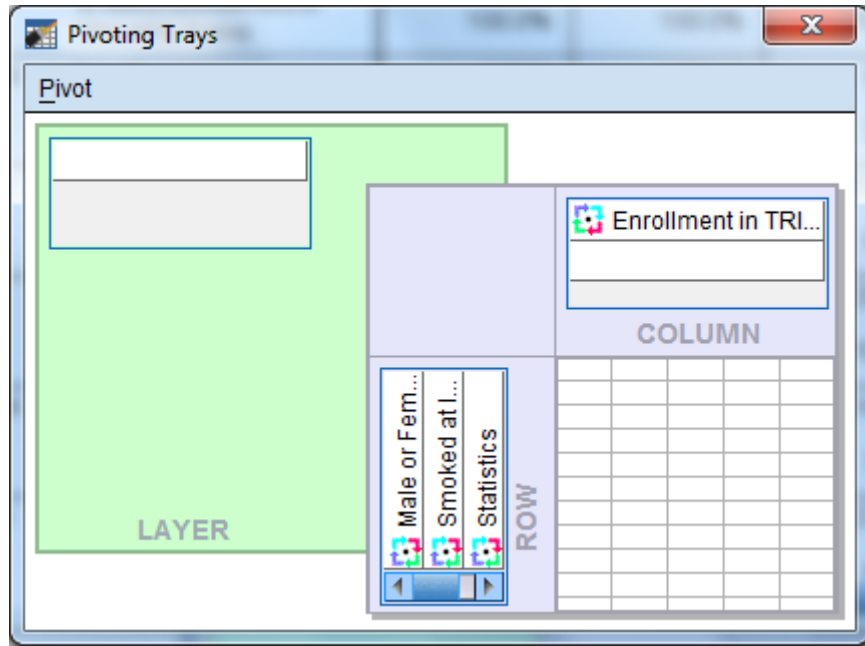 Pivoting Trays
Pivot
Enrollment in TRI...
COLUMN
Male or Fem...
Smoked at l...
Statistics
ROW
LAYER